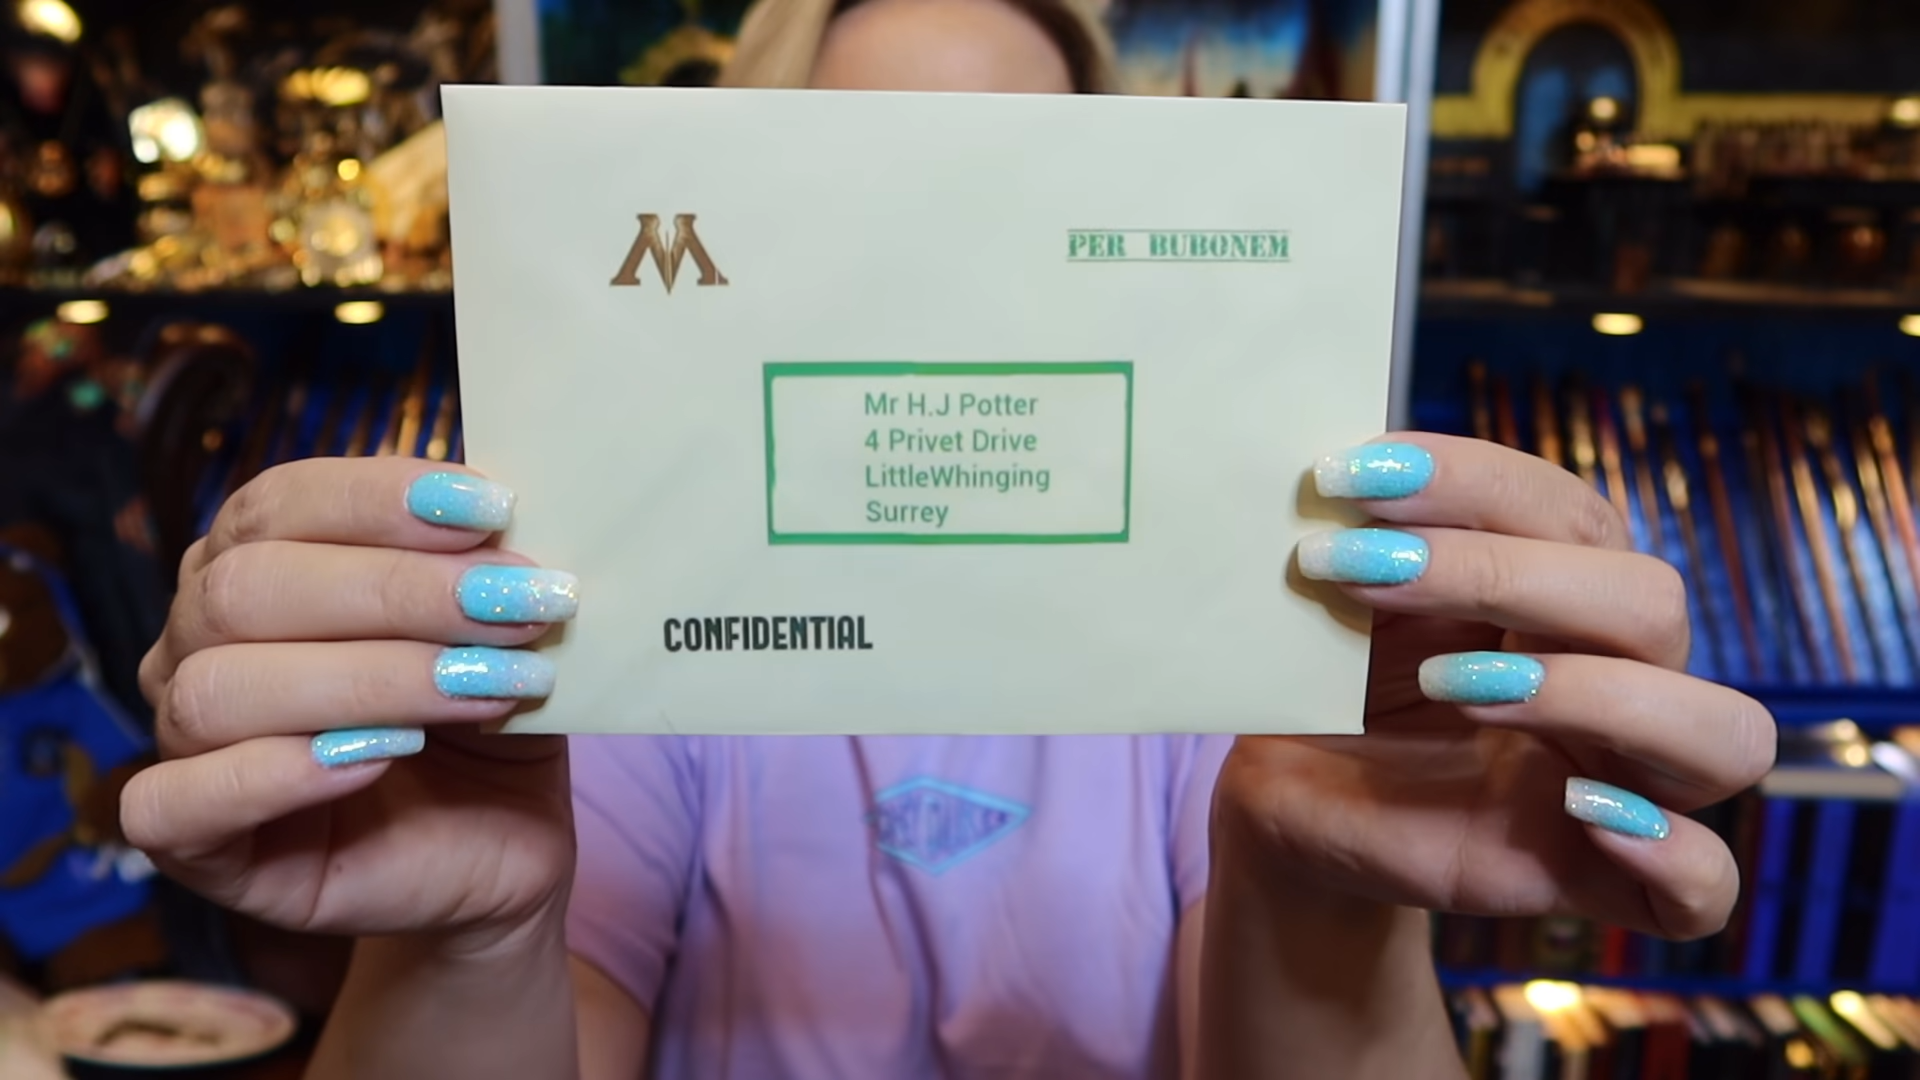 M
PER BUBONEM
Mr H.J Potter
4 Privet Drive
LittleWhinging
Surrey
CONFIDENTIAL